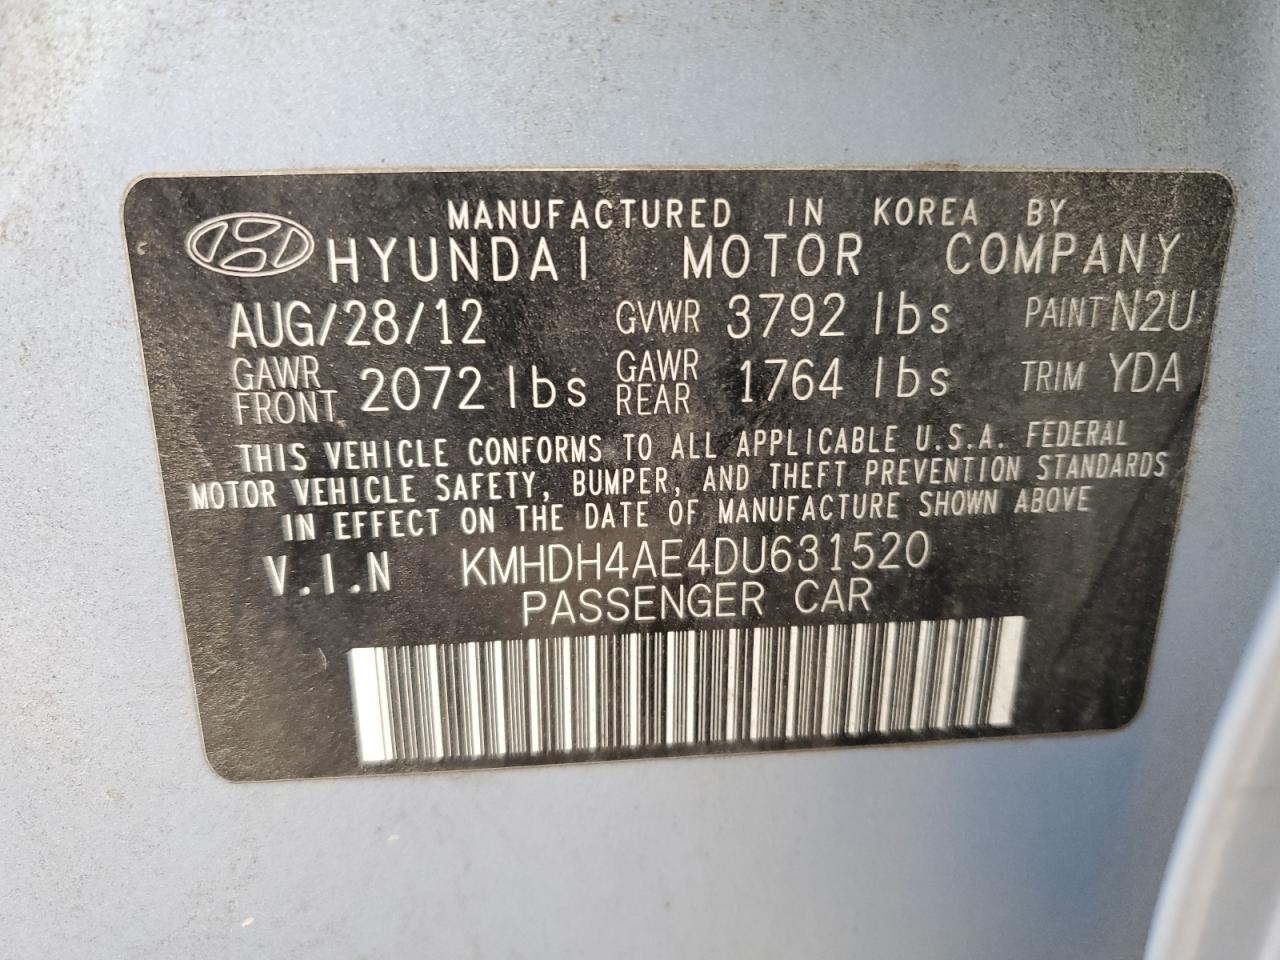 MANUFACTURED IN KOREA BY
HYUNDAI MOTOR COMPANY
AUG/28/12 GVWR 3792 lbs PAINT N2U
GAWR FRONT 2072 lbs GAWR REAR 1764 lbs TRIM YDA
THIS VEHICLE CONFORMS TO ALL APPLICABLE U.S.A. FEDERAL
MOTOR VEHICLE SAFETY, BUMPER, AND THEFT PREVENTION STANDARDS
IN EFFECT ON THE DATE OF MANUFACTURE SHOWN ABOVE
V.I.N KMHDH4AE4DU631520
PASSENGER CAR